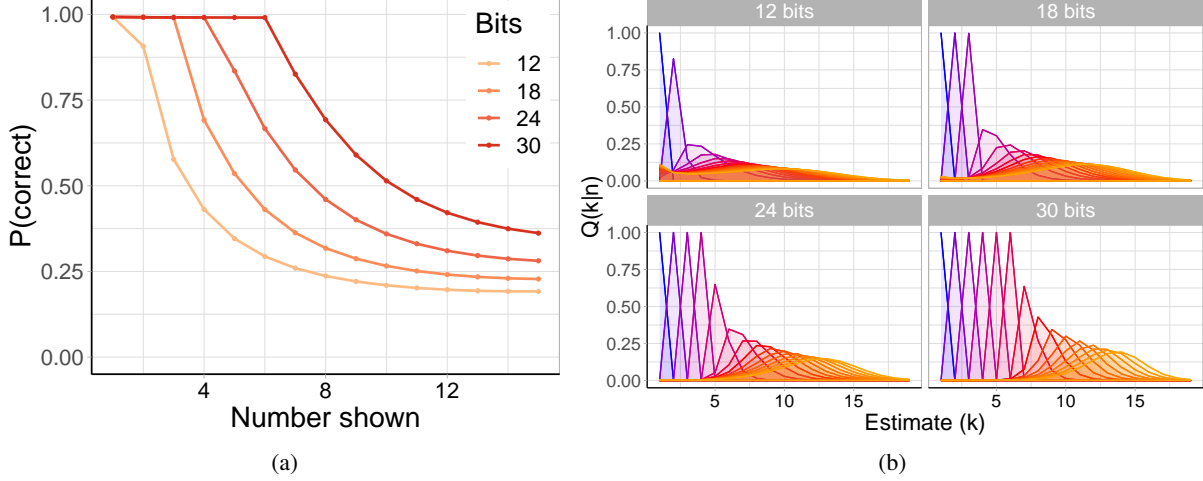 1.00
0.75
0.50
0.25
0.00
P(correct)
4
8
12
Number shown
Bits
12
18
24
30
(a)
12 bits
18 bits
1.00
0.75
0.50
0.25
0.00
24 bits
30 bits
1.00
0.75
0.50
0.25
0.00
Q(k|n)
5
10
15
5
10
15
Estimate (k)
(b)